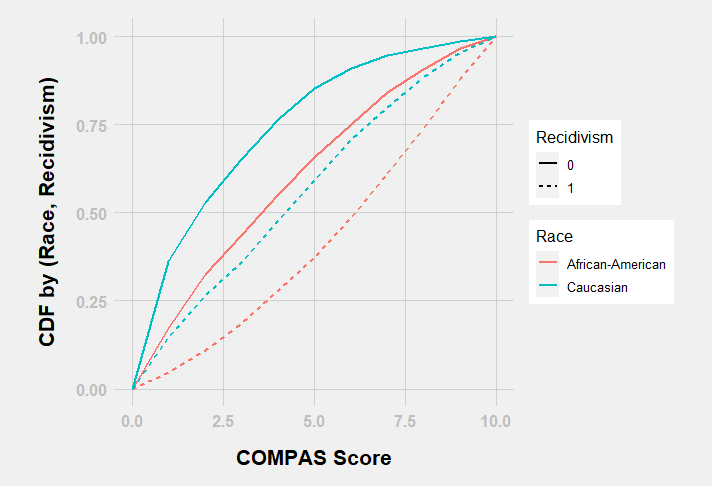 1.00
0.75
0.50
0.25
0.00
CDF by (Race, Recidivism)
0.0 2.5 5.0 7.5 10.0
COMPAS Score
Recidivism
0
1
Race
African-American
Caucasian